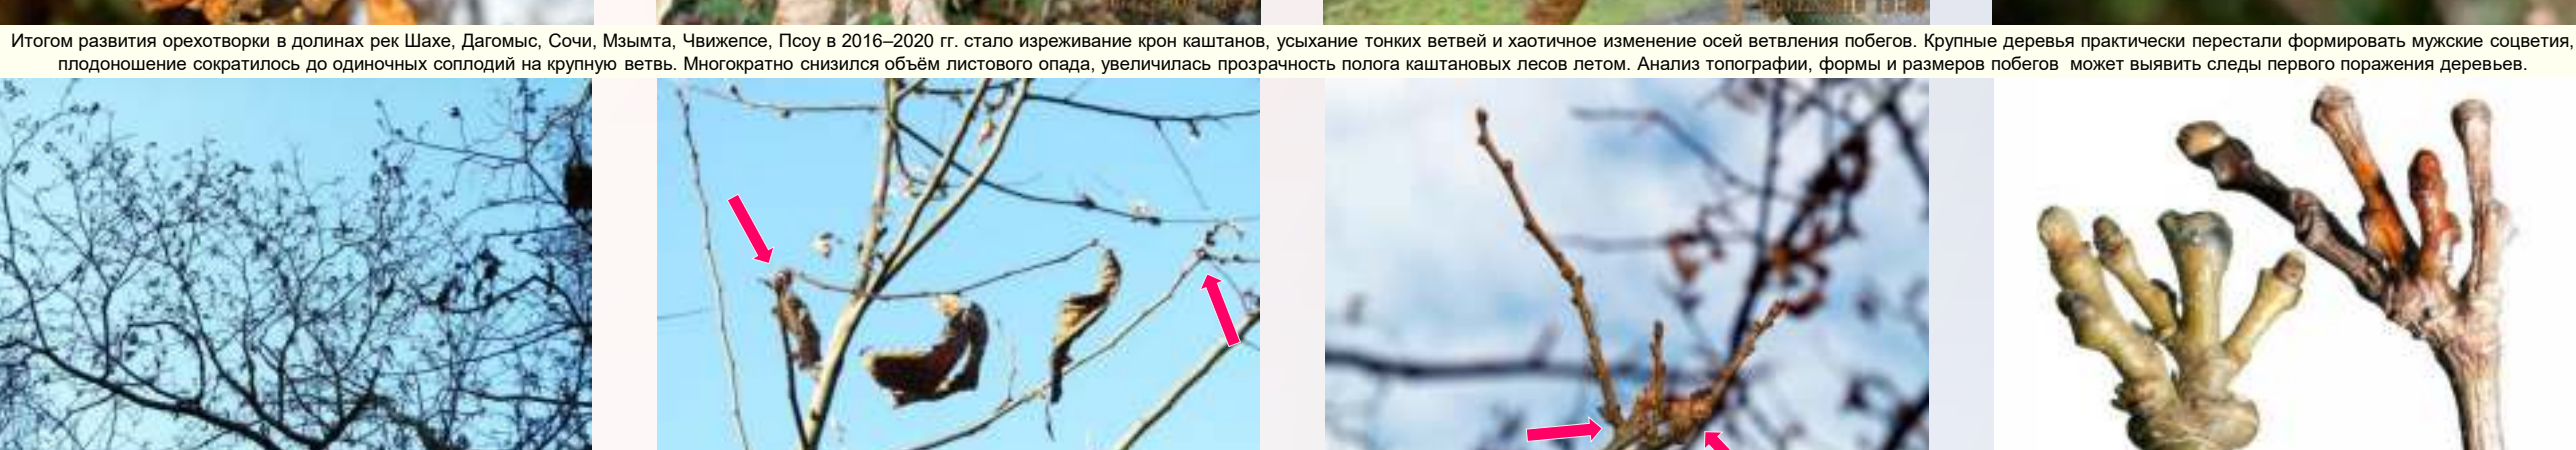 Итогом развития орехотворки в долинах рек Шахе, Дагомыс, Сочи, Мзымта, Чвижепсе, Псоу в 2016–2020 гг. стало изреживание крон каштанов, усыхание тонких ветвей и хаотичное изменение осей ветвления побегов. Крупные деревья практически перестали формировать мужские соцветия,
плодоношение сократилось до одиночных соплодий на крупную ветвь. Многократно снизился объём листового опада, увеличилась прозрачность полога каштановых лесов летом. Анализ топографии, формы и размеров побегов может выявить следы первого поражения деревьев.